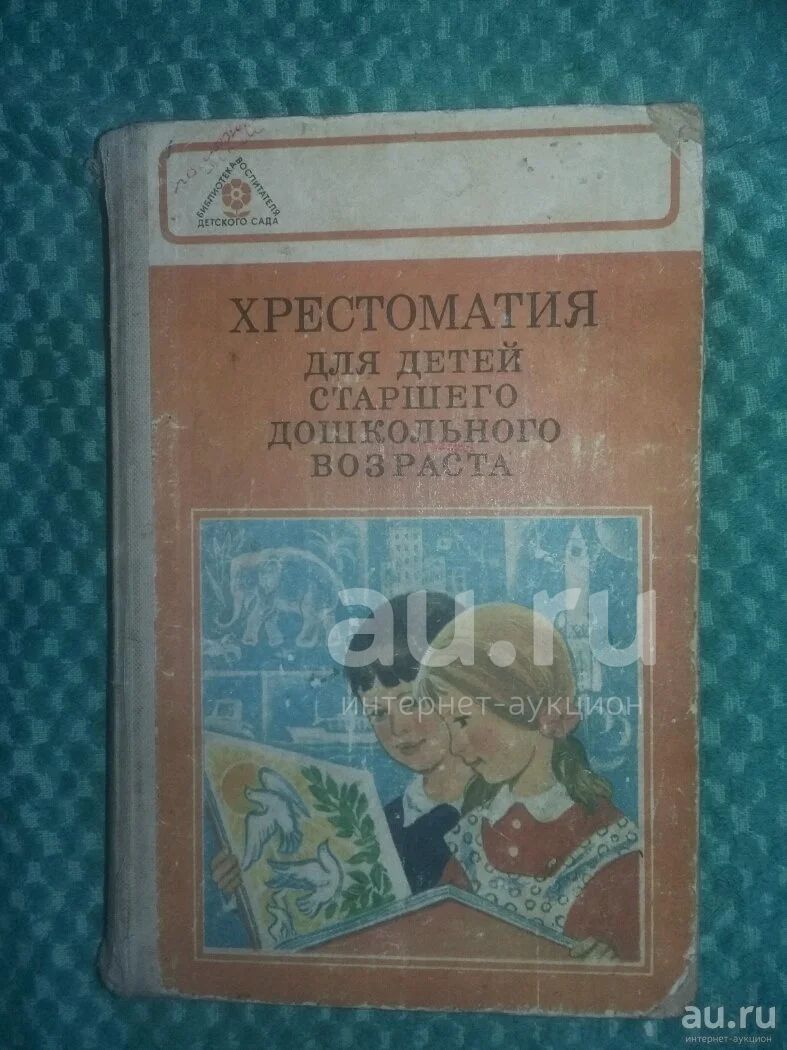 БИБЛИОТЕКА ВОСПИТАТЕЛЯ
ДЕТСКОГО САДА
ХРЕСТОМАТИЯ
ДЛЯ ДЕТЕЙ
СТАРШЕГО
ДОШКОЛЬНОГО
ВОЗРАСТА
au.ru
интернет-аукцион
au.ru
интернет-аукцион